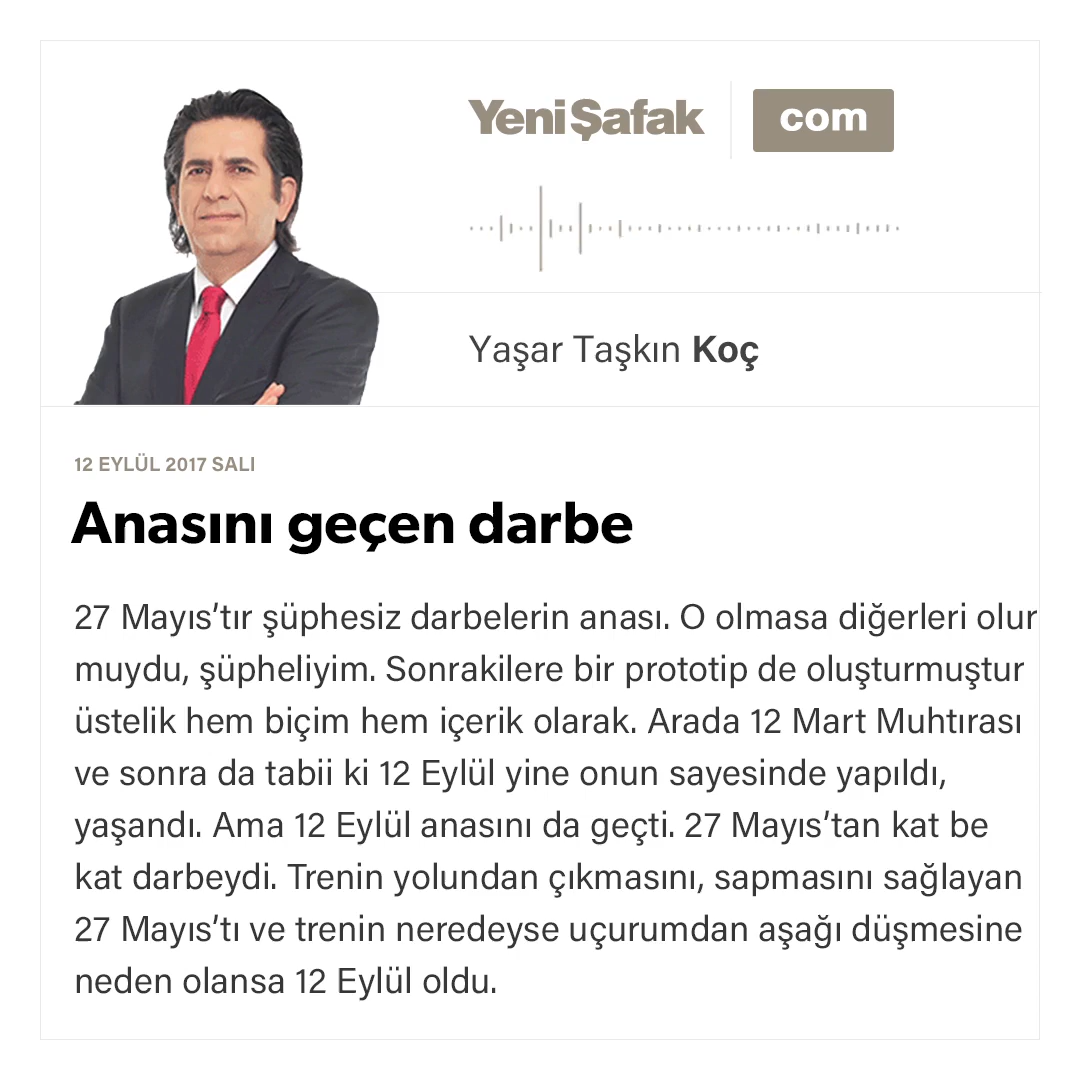 YeniŞafak com
Yaşar Taşkın Koç
12 EYLÜL 2017 SALI
Anasını geçen darbe
27 Mayıs’tır şüphesiz darbelerin anası. O olmasa diğerleri olur
muydu, şüpheliyim. Sonrakilere bir prototip de oluşturmuştur
üstelik hem biçim hem içerik olarak. Arada 12 Mart Muhtırası
ve sonra da tabii ki 12 Eylül yine onun sayesinde yapıldı,
yaşandı. Ama 12 Eylül anasını da geçti. 27 Mayıs’tan kat be
kat darbeydi. Trenin yolundan çıkmasını, sapmasını sağlayan
27 Mayıs’tı ve trenin neredeyse uçurumdan aşağı düşmesine
neden olansa 12 Eylül oldu.